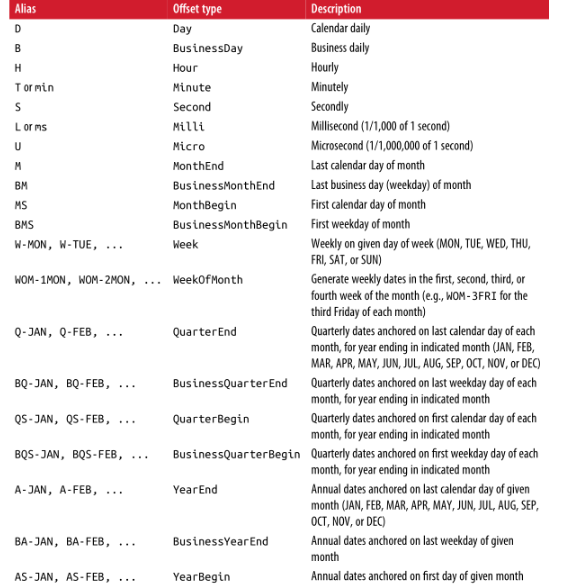 Alias Offset type Description
D Day Calendar daily
B BusinessDay Business daily
H Hour Hourly
T or min Minute Minutely
S Second Secondly
L or ms Milli Millisecond (1/1,000 of 1 second)
U Micro Microsecond (1/1,000,000 of 1 second)
M MonthEnd Last calendar day of month
BM BusinessMonthEnd Last business day (weekday) of month
MS MonthBegin First calendar day of month
BMS BusinessMonthBegin First weekday of month
W-MON, W-TUE, ... Week Weekly on given day of week (MON, TUE, WED, THU,
FRI, SAT, or SUN)
WOM-1MON, WOM-2MON, ... WeekOfMonth Generate weekly dates in the first, second, third, or
fourth week of the month (e.g., WOM-3FRI for the
third Friday of each month)
Q-JAN, Q-FEB, ... QuarterEnd Quarterly dates anchored on last calendar day of each
month, for year ending in indicated month (JAN, FEB,
MAR, APR, MAY, JUN, JUL, AUG, SEP, OCT, NOV, or DEC)
BQ-JAN, BQ-FEB, ... BusinessQuarterEnd Quarterly dates anchored on last weekday day of each
month, for year ending in indicated month
QS-JAN, QS-FEB, ... QuarterBegin Quarterly dates anchored on first calendar day of each
month, for year ending in indicated month
BQS-JAN, BQS-FEB, ... BusinessQuarterBegin Quarterly dates anchored on first weekday day of each
month, for year ending in indicated month
A-JAN, A-FEB, ... YearEnd Annual dates anchored on last calendar day of given
month (JAN, FEB, MAR, APR, MAY, JUN, JUL, AUG, SEP,
OCT, NOV, or DEC)
BA-JAN, BA-FEB, ... BusinessYearEnd Annual dates anchored on last weekday of given
month
AS-JAN, AS-FEB, ... YearBegin Annual dates anchored on first day of given month